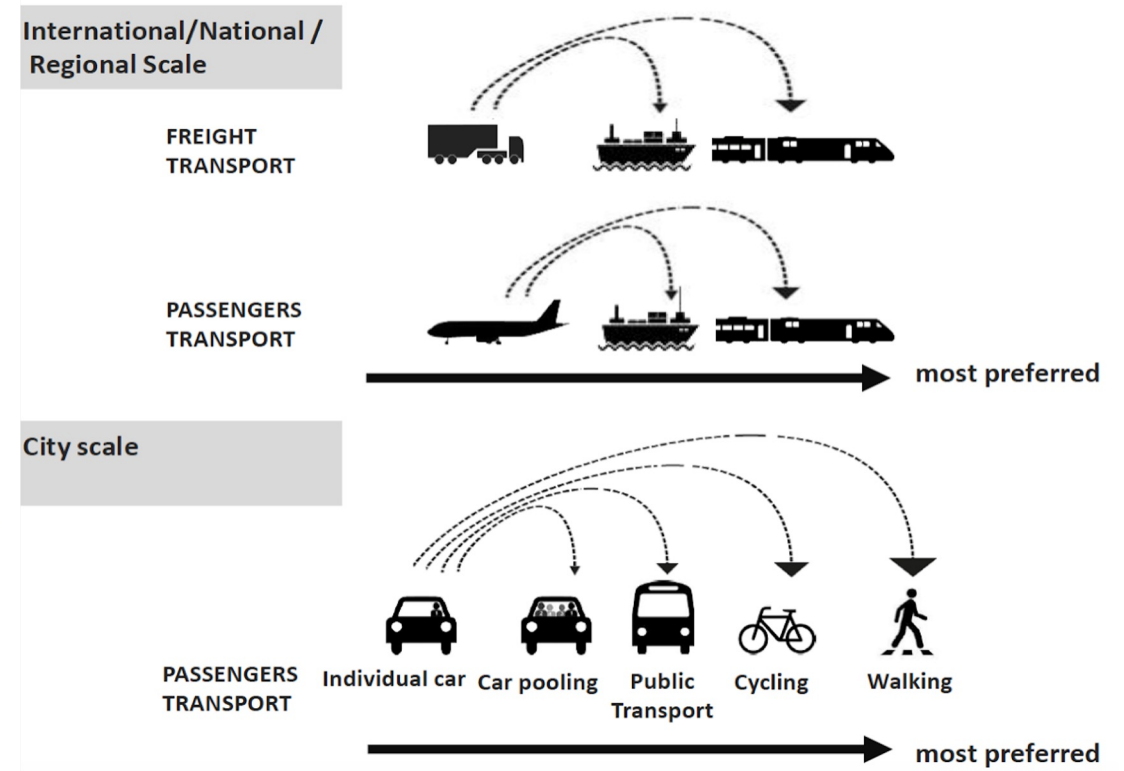 International/National /
Regional Scale
FREIGHT
TRANSPORT
PASSENGERS
TRANSPORT
most preferred
City scale
PASSENGERS
TRANSPORT
Individual car
Car pooling
Public
Transport
Cycling
Walking
most preferred